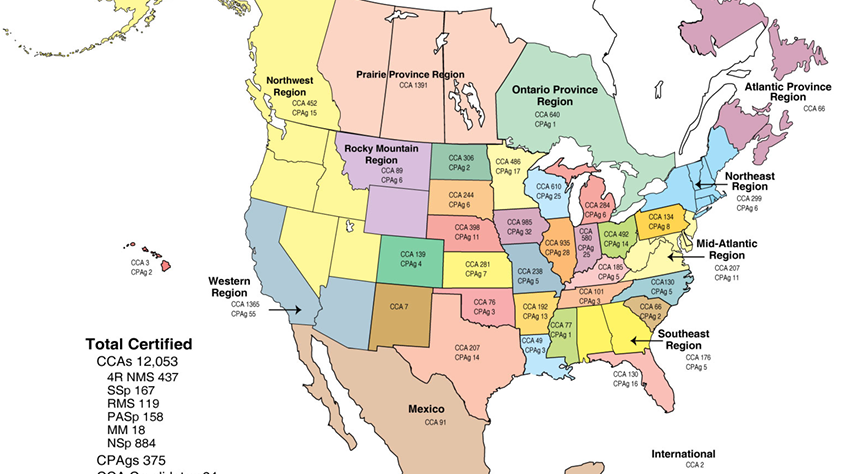 Northwest
Region
CCA 452
CPAg 15
Prairie Province Region
CCA 1391
Ontario Province
Region
CCA 640
CPAg 1
Atlantic Province
Region
CCA 66
Rocky Mountain
Region
CCA 89
CPAg 6
CCA 306
CPAg 2
CCA 486
CPAg 17
CCA 244
CPAg 6
CCA 610
CPAg 25
CCA 284
CPAg 6
Northeast
Region
CCA 299
CPAg 6
CCA 398
CPAg 11
CCA 985
CPAg 32
CCA 935
CPAg 28
CCA
580
CPAg
25
CCA 492
CPAg 14
CCA 134
CPAg 8
Mid-Atlantic
Region
CCA 207
CPAg 11
CCA 139
CPAg 4
CCA 281
CPAg 7
CCA 238
CPAg 5
CCA 185
CPAg 5
CCA130
CPAg 5
CCA 3
CPAg 2
Western
Region
CCA 1365
CPAg 55
CCA 7
CCA 76
CPAg 3
CCA 192
CPAg 13
CCA 101
CPAg 3
CCA 66
CPAg 2
CCA 207
CPAg 14
CCA 49
CPAg 3
CCA 77
CPAg 1
Southeast
Region
CCA 176
CPAg 5
CCA 130
CPAg 16
Mexico
CCA 91
International
CCA 2
Total Certified
CCAs 12,053
4R NMS 437
SSp 167
RMS 119
PASp 158
MM 18
NSp 884
CPAgs 375